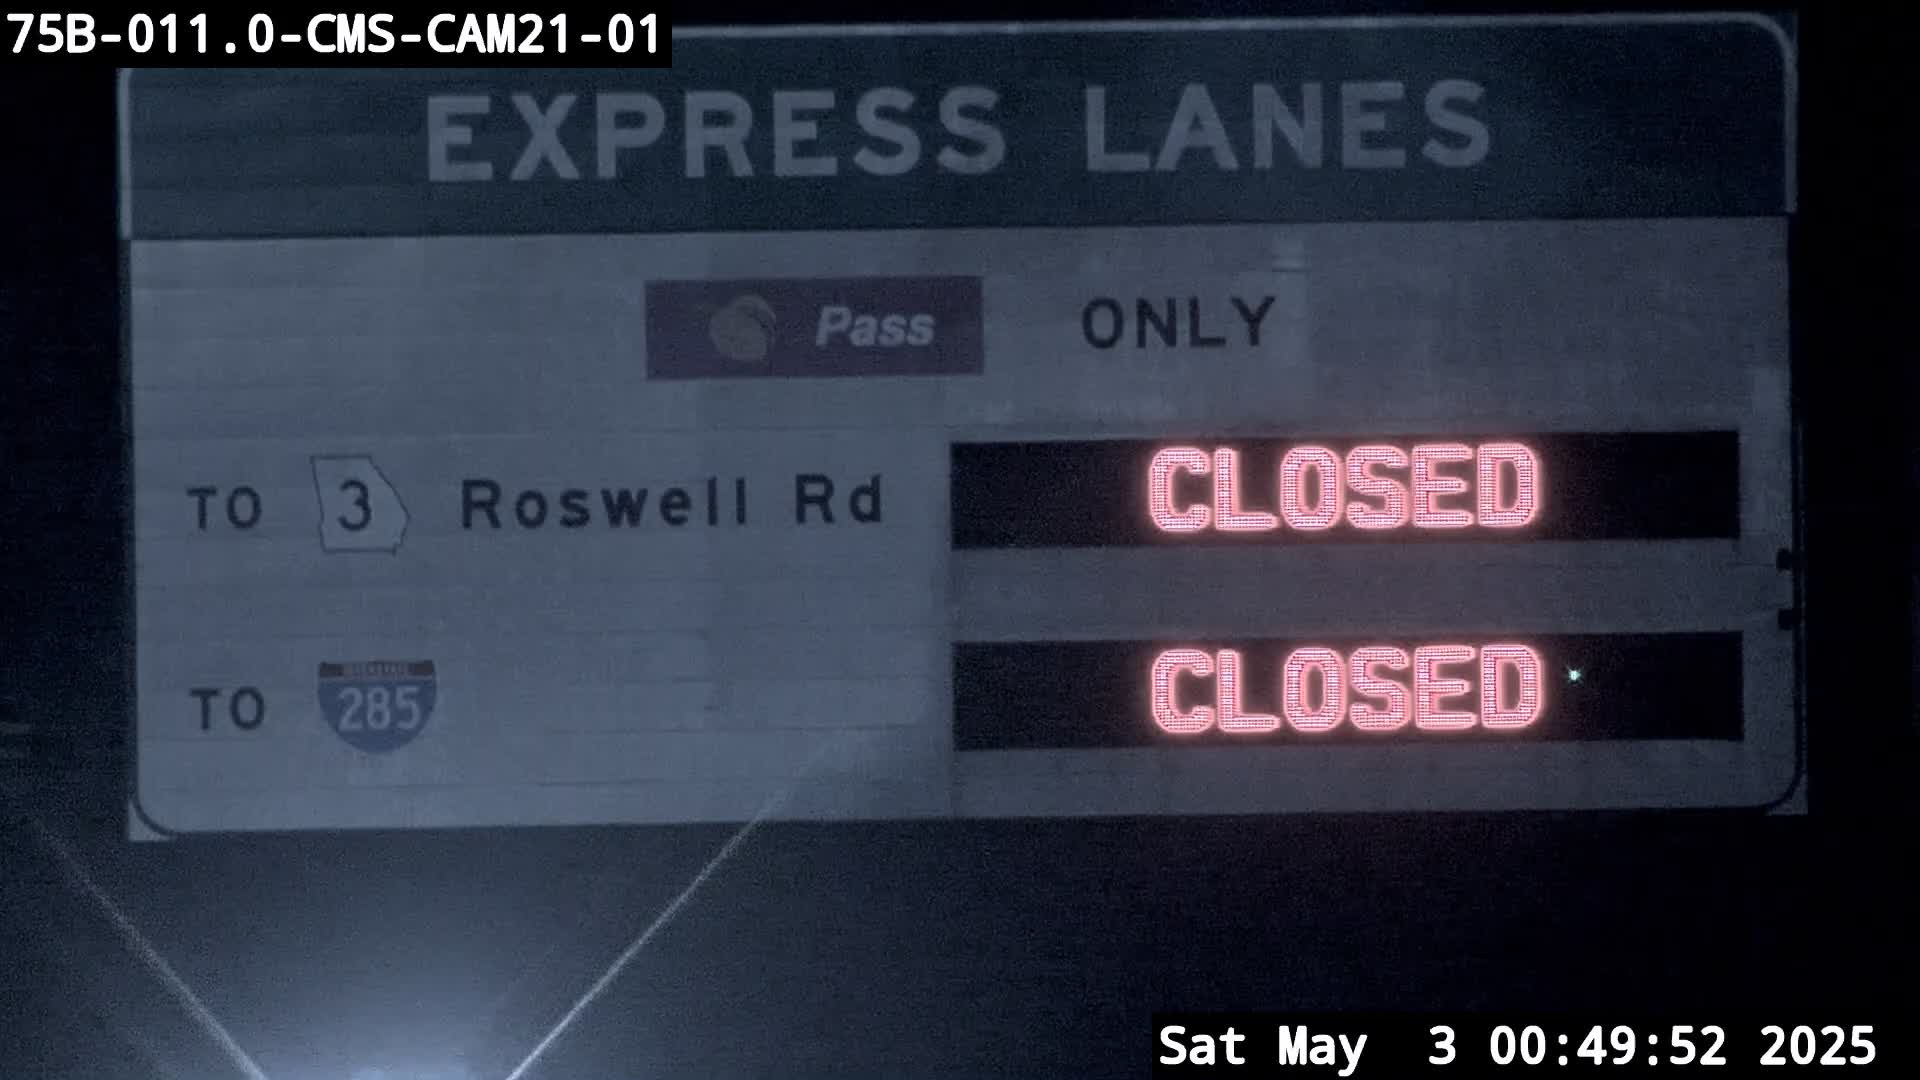 75B-011.0-CMS-CAM21-01
EXPRESS LANES
Pass ONLY
TO 3 Roswell Rd CLOSED
TO 285 CLOSED
Sat May 3 00:49:52 2025